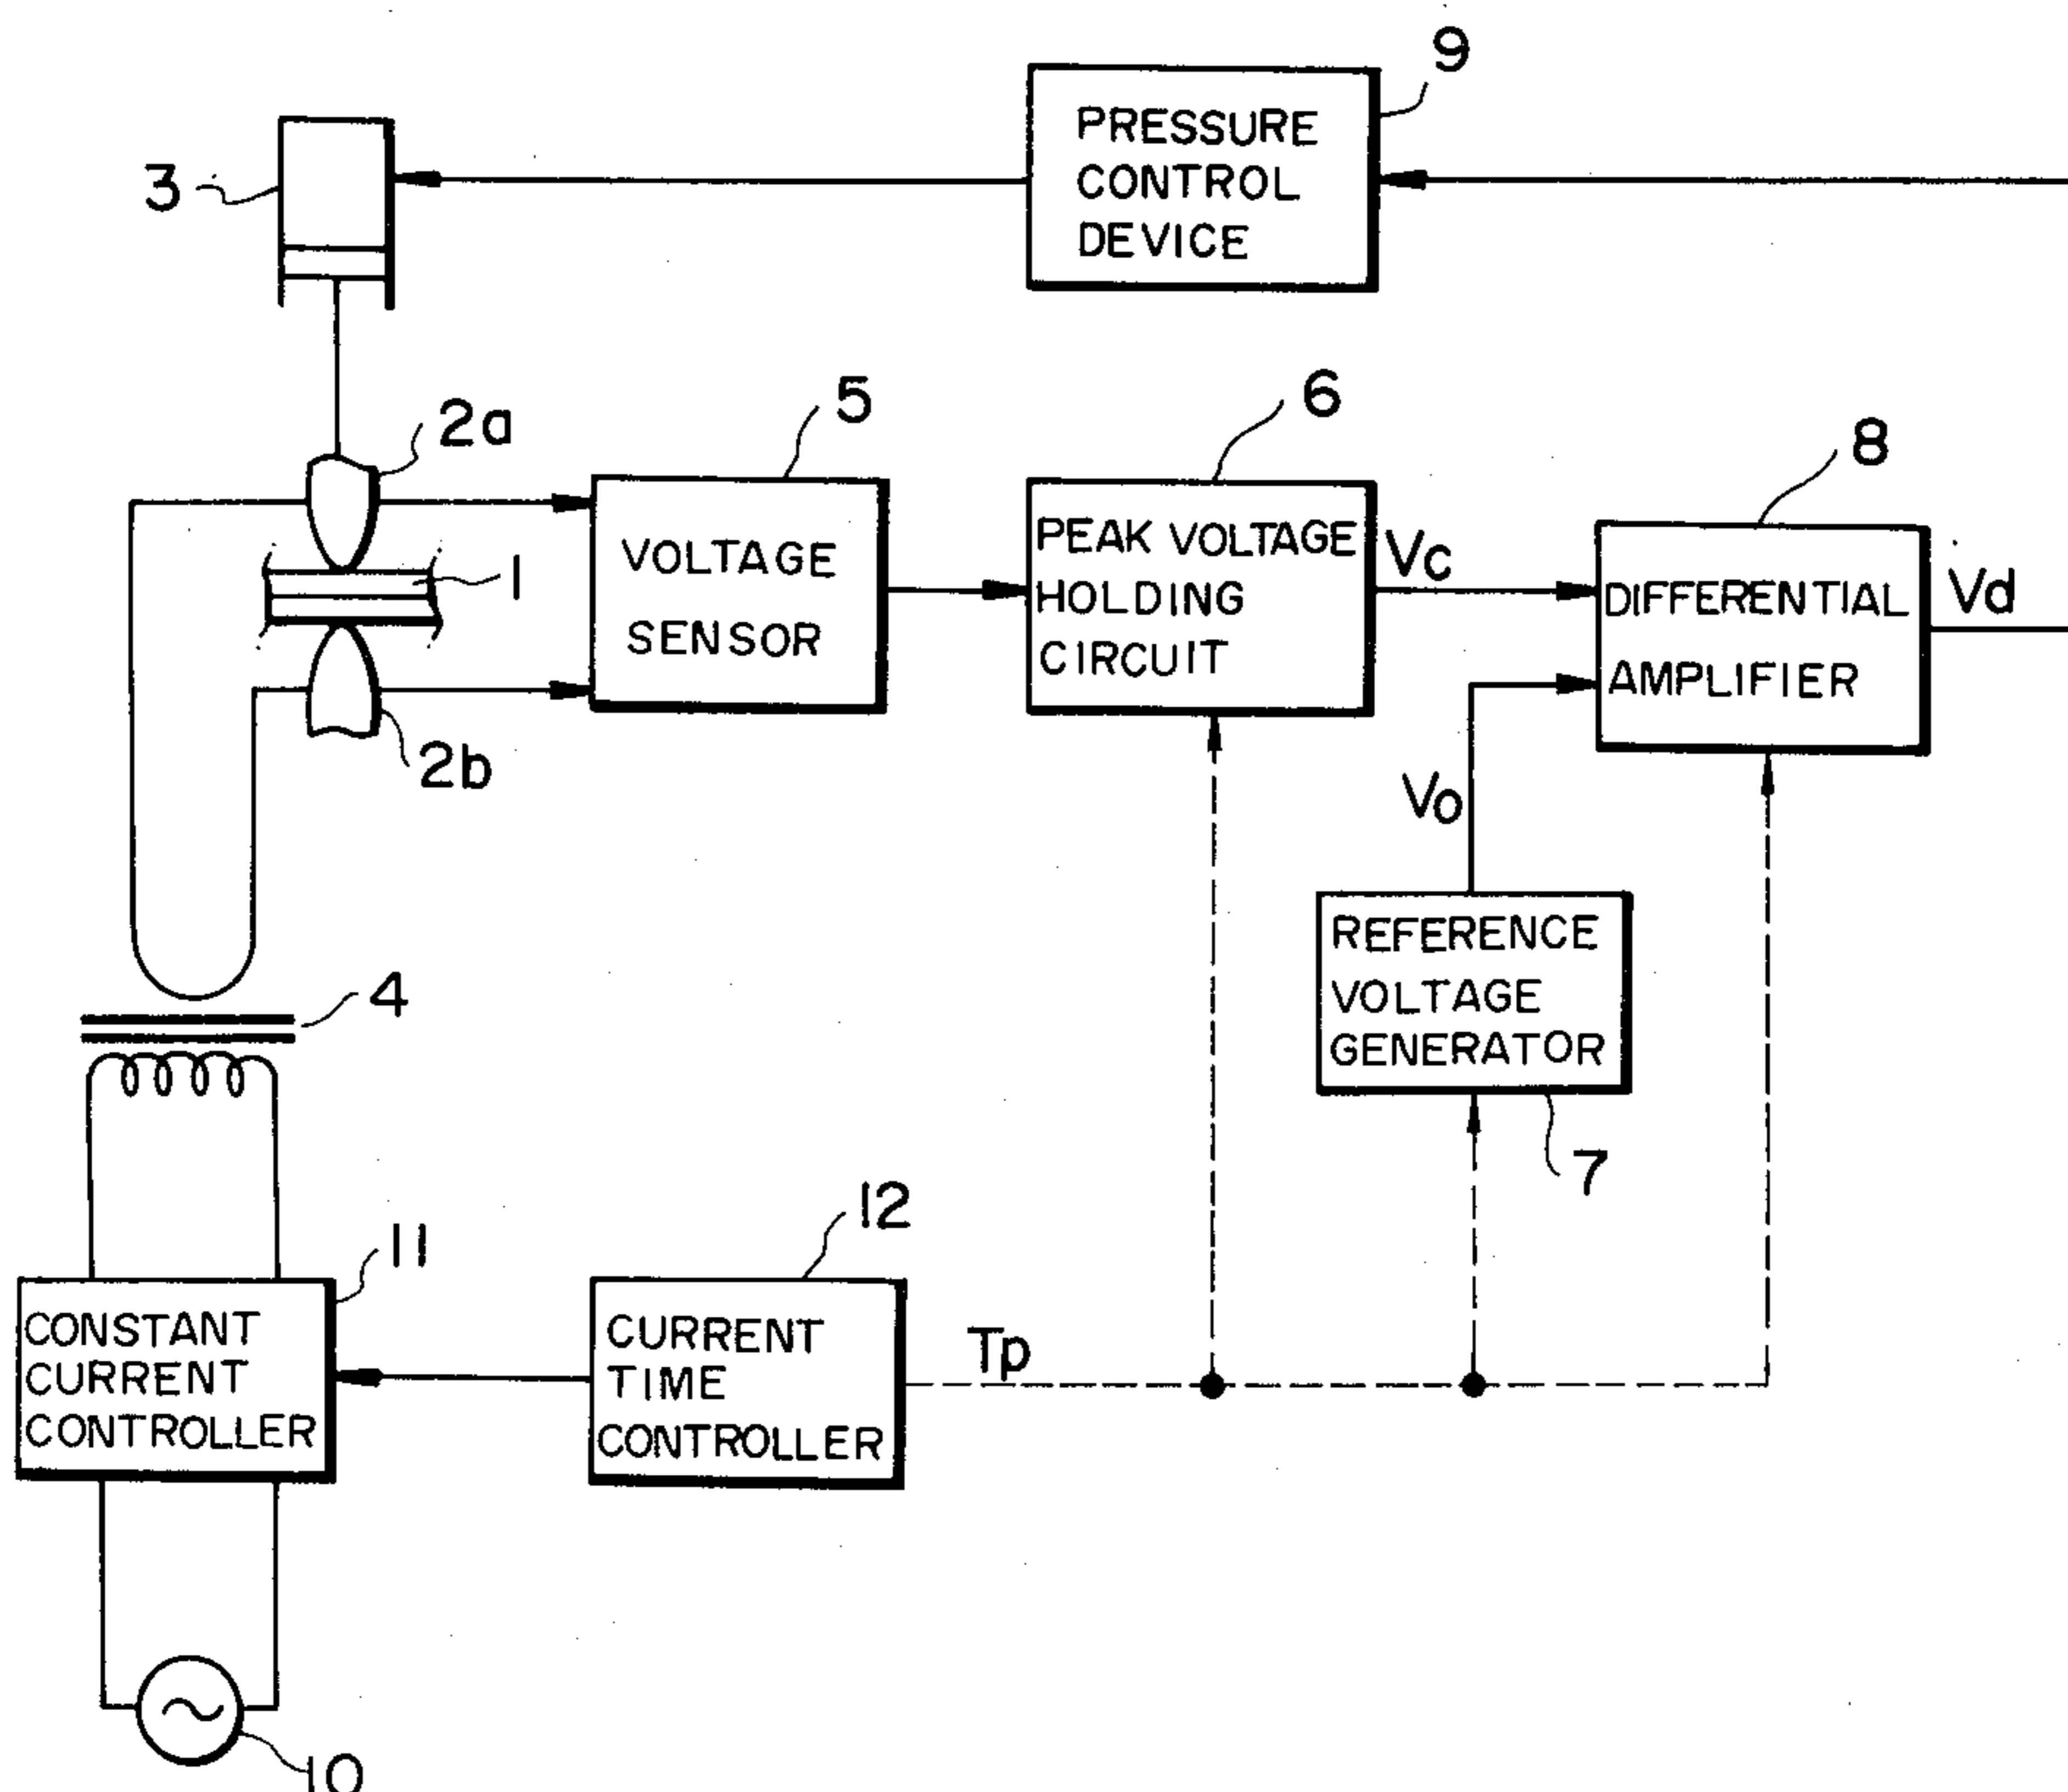 9
PRESSURE
CONTROL
DEVICE
3
2a
5
6
8
VOLTAGE
SENSOR
PEAK VOLTAGE
HOLDING
CIRCUIT
Vc
DIFFERENTIAL
AMPLIFIER
Vd
1
2b
Vo
REFERENCE
VOLTAGE
GENERATOR
7
4
11
12
CONSTANT
CURRENT
CONTROLLER
CURRENT
TIME
CONTROLLER
Tp
10